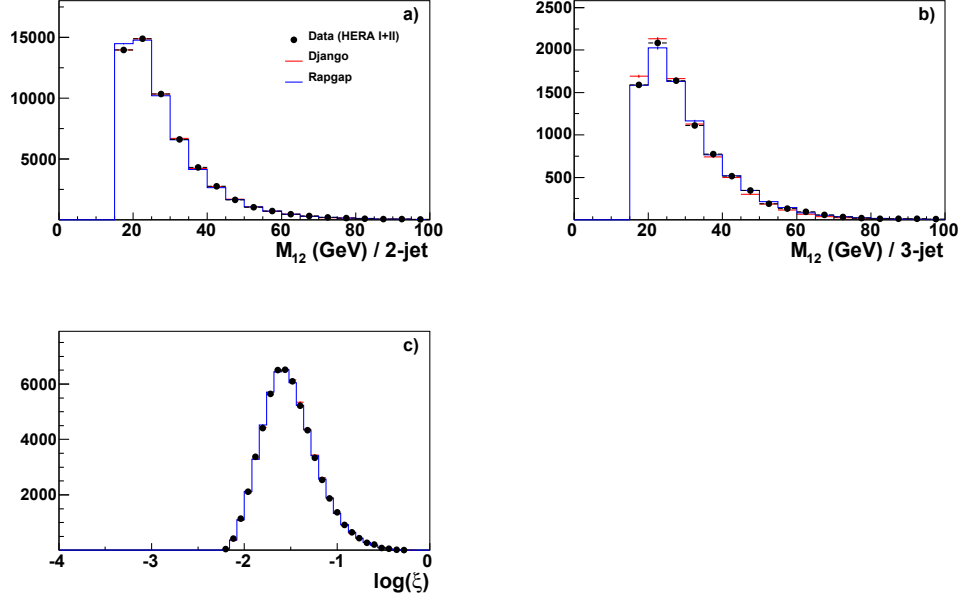 a)
Data (HERA I+II)
Django
Rapgap
15000
10000
5000
0 20 40 60 80 100
M12 (GeV) / 2-jet
b)
2500
2000
1500
1000
500
0 20 40 60 80 100
M12 (GeV) / 3-jet
c)
6000
4000
2000
-4 -3 -2 -1 0
log(ξ)